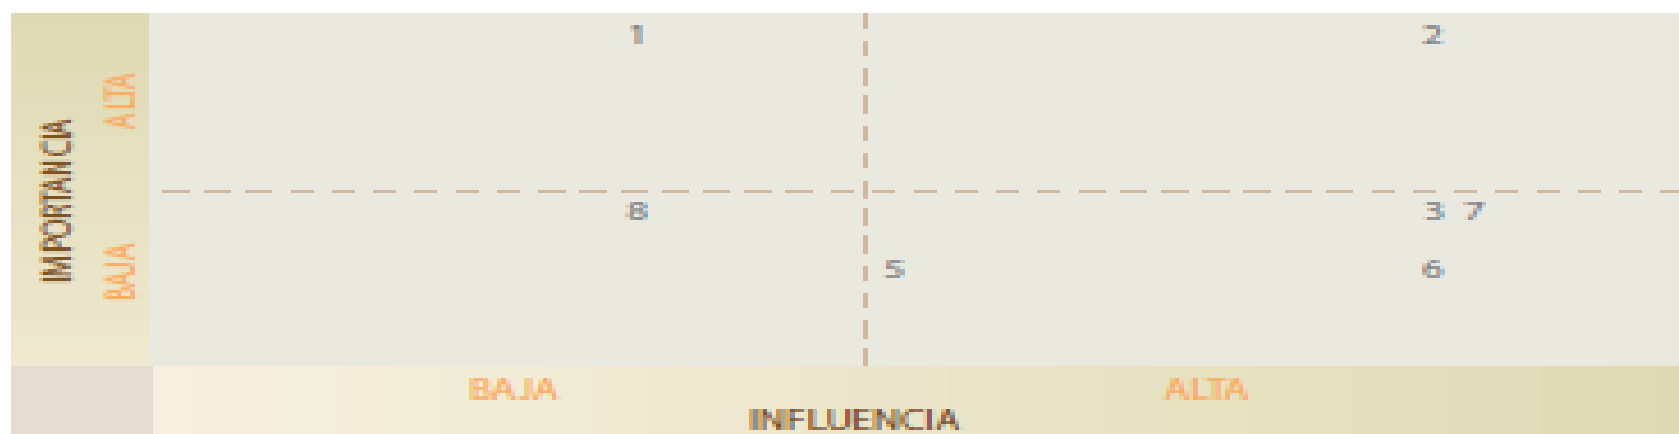 1 2
ALTA
IMPORTANCIA
8 3 7
BAJA
5 6
BAJA ALTA
INFLUENCIA